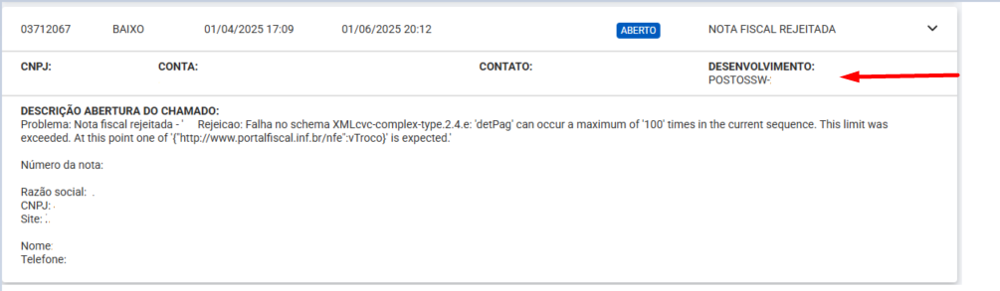 03712067 BAIXO 01/04/2025 17:09 01/06/2025 20:12 ABERTO NOTA FISCAL REJEITADA
CNPJ: CONTA: CONTATO: DESENVOLVIMENTO:
POSTOSSW-
DESCRIÇÃO ABERTURA DO CHAMADO:
Problema: Nota fiscal rejeitada - ' Rejeicao: Falha no schema XMLcvc-complex-type.2.4.e: 'detPag' can occur a maximum of '100' times in the current sequence. This limit was
exceeded. At this point one of '{"http://www.portalfiscal.inf.br/nfe":vTroco}' is expected.'
Número da nota:
Razão social:
CNPJ:
Site:
Nome:
Telefone: